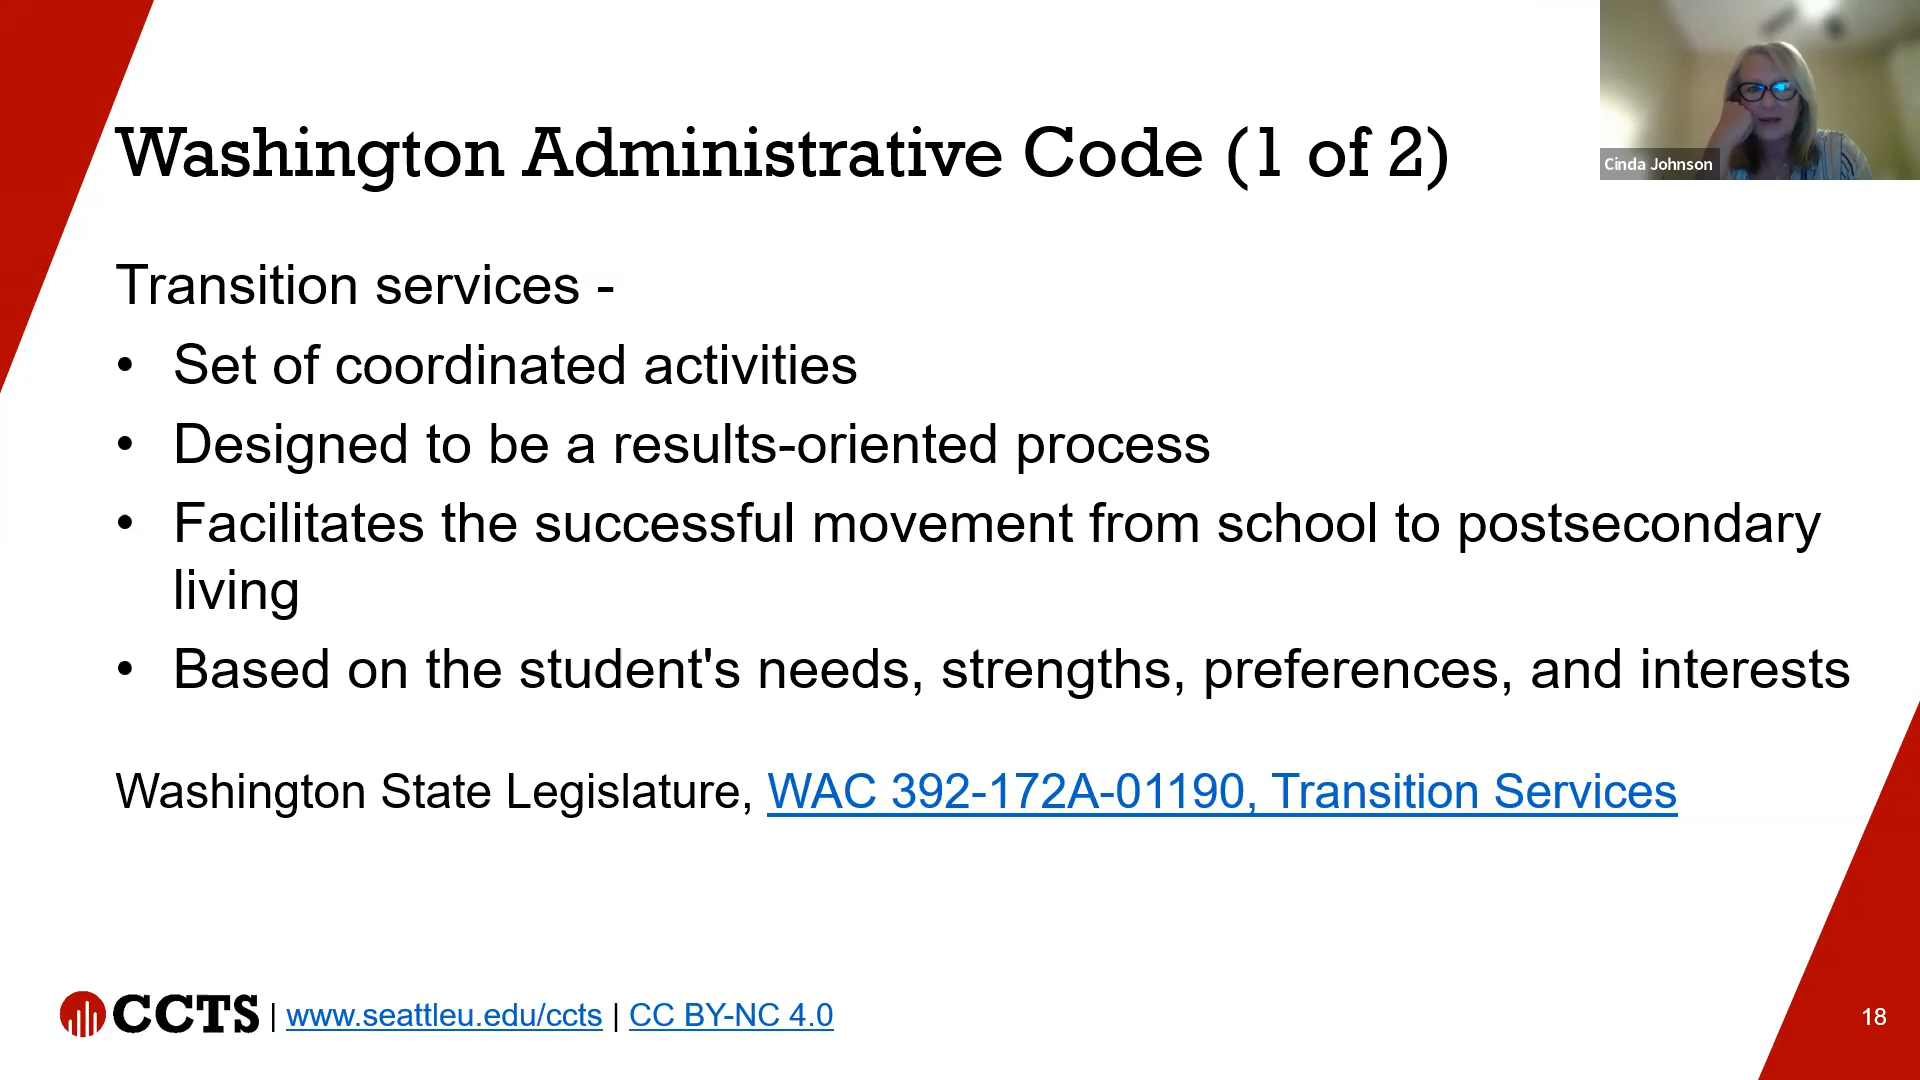 Cinda Johnson
Washington Administrative Code (1 of 2)
Transition services -
• Set of coordinated activities
• Designed to be a results-oriented process
• Facilitates the successful movement from school to postsecondary
living
• Based on the student's needs, strengths, preferences, and interests
Washington State Legislature, WAC 392-172A-01190, Transition Services
CCTS | www.seattleu.edu/ccts | CC BY-NC 4.0
18